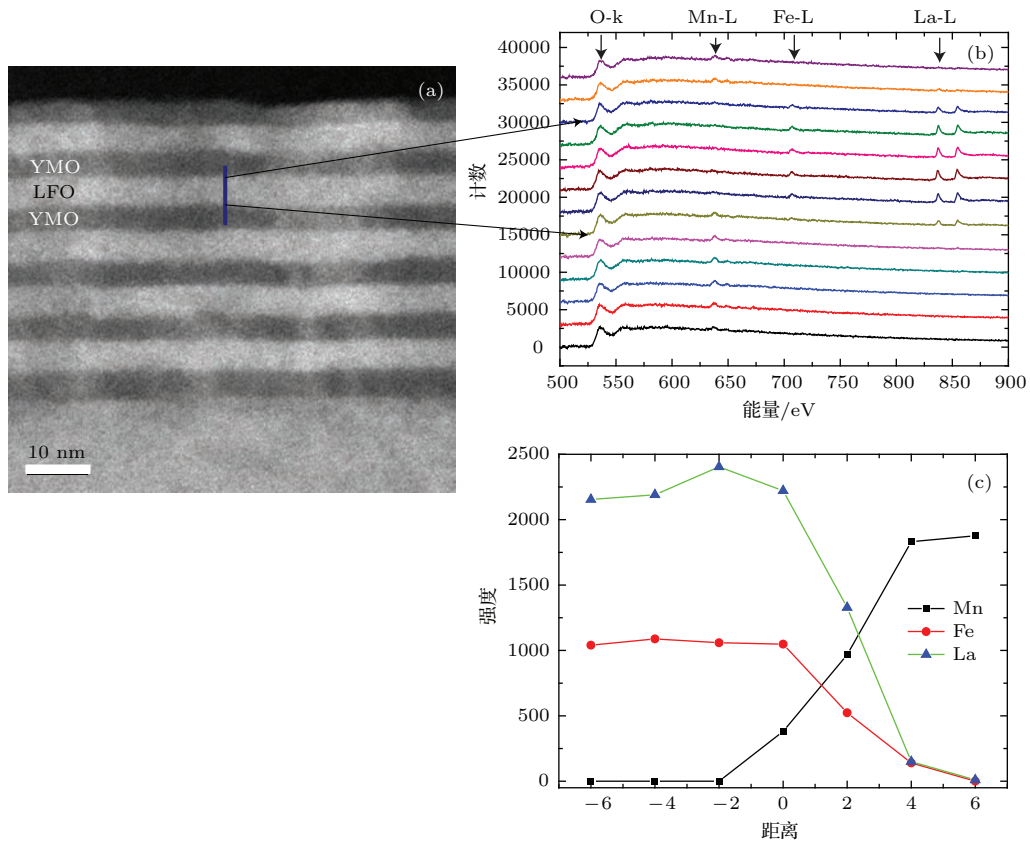 (a)
YMO
LFO
YMO
10 nm
O-k Mn-L Fe-L La-L
(b)
40000
35000
30000
25000
20000
15000
10000
5000
0
计数
500 550 600 650 700 750 800 850 900
能量/eV
(c)
2500
2000
1500
1000
500
0
强度
Mn
Fe
La
−6 −4 −2 0 2 4 6
距离